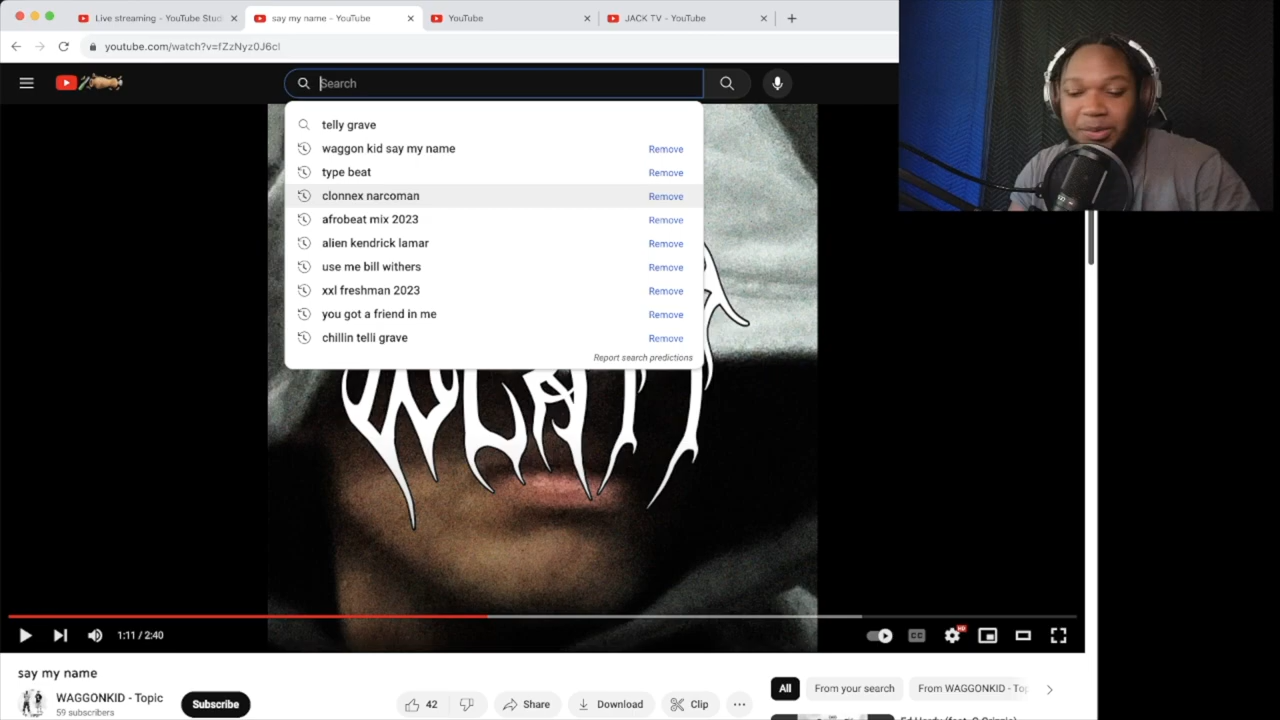 Live streaming - YouTube Stud
say my name - YouTube
YouTube
JACK TV - YouTube
youtube.com/watch?v=fZzNyz0J6cI
Search
telly grave
waggon kid say my name Remove
type beat Remove
clonnex narcoman Remove
afrobeat mix 2023 Remove
alien kendrick lamar Remove
use me bill withers Remove
xxl freshman 2023 Remove
you got a friend in me Remove
chillin telli grave Remove
Report search predictions
1:11 / 2:40
CC
HD
say my name
WAGGONKID - Topic
59 subscribers
Subscribe
42
Share
Download
Clip
All
From your search
From WAGGONKID - Top